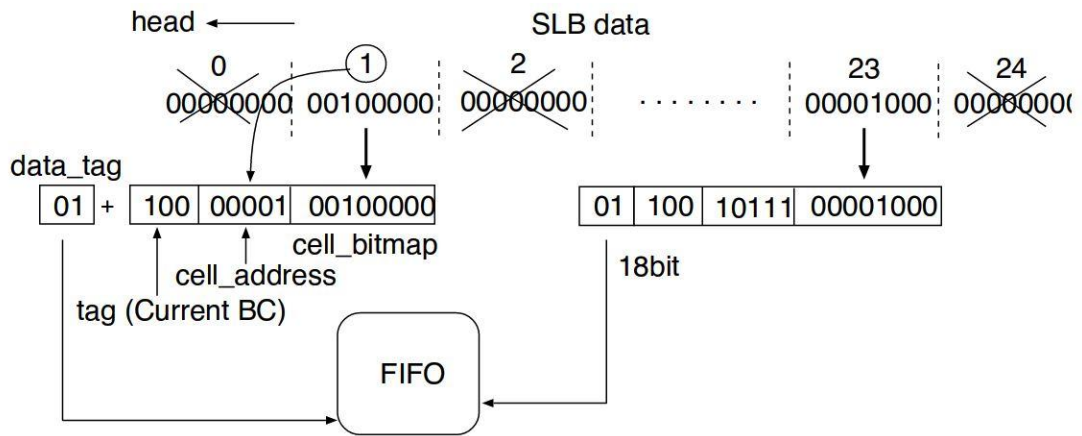 head SLB data
0 1 2 23 24
00000000 00100000 00000000 ........ 00001000 0000000
data_tag
01 + 100 00001 00100000 01 100 10111 00001000
cell_bitmap
cell_address 18bit
tag (Current BC)
FIFO